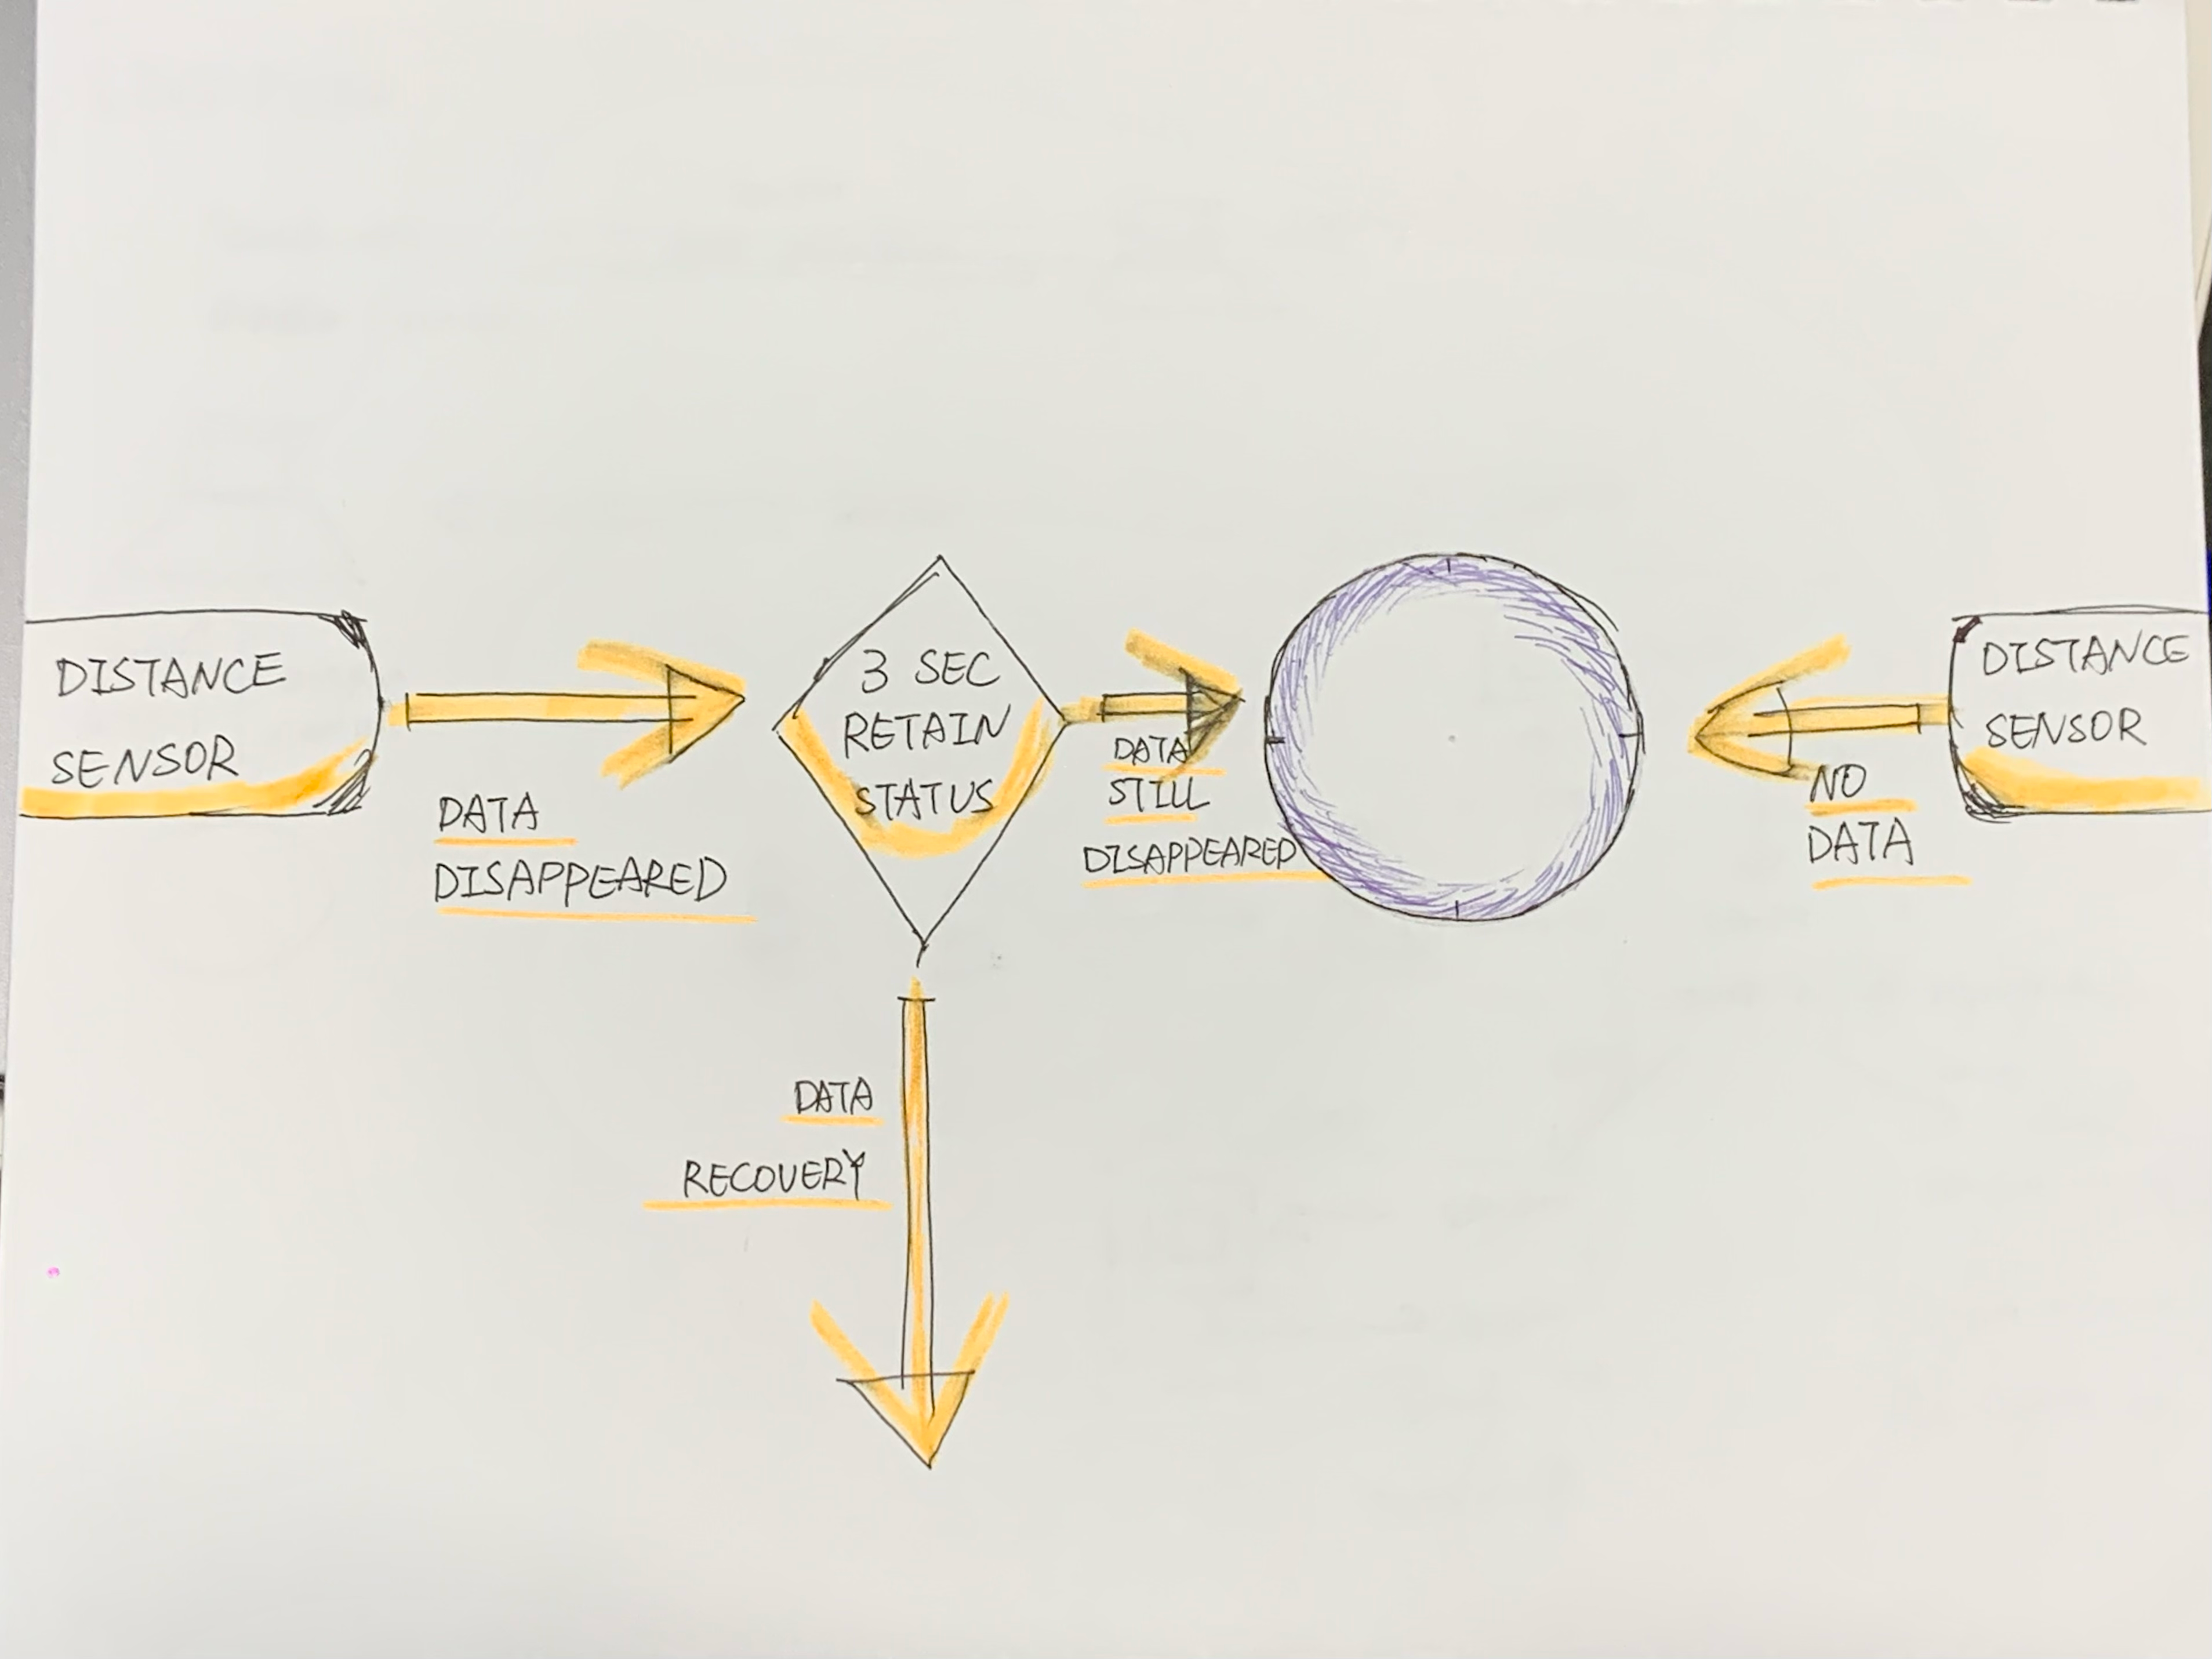 DISTANCE
SENSOR
DATA
DISAPPEARED
3 SEC
RETAIN
STATUS
DATA
STILL
DISAPPEARED
NO
DATA
DISTANCE
SENSOR
DATA
RECOVERY